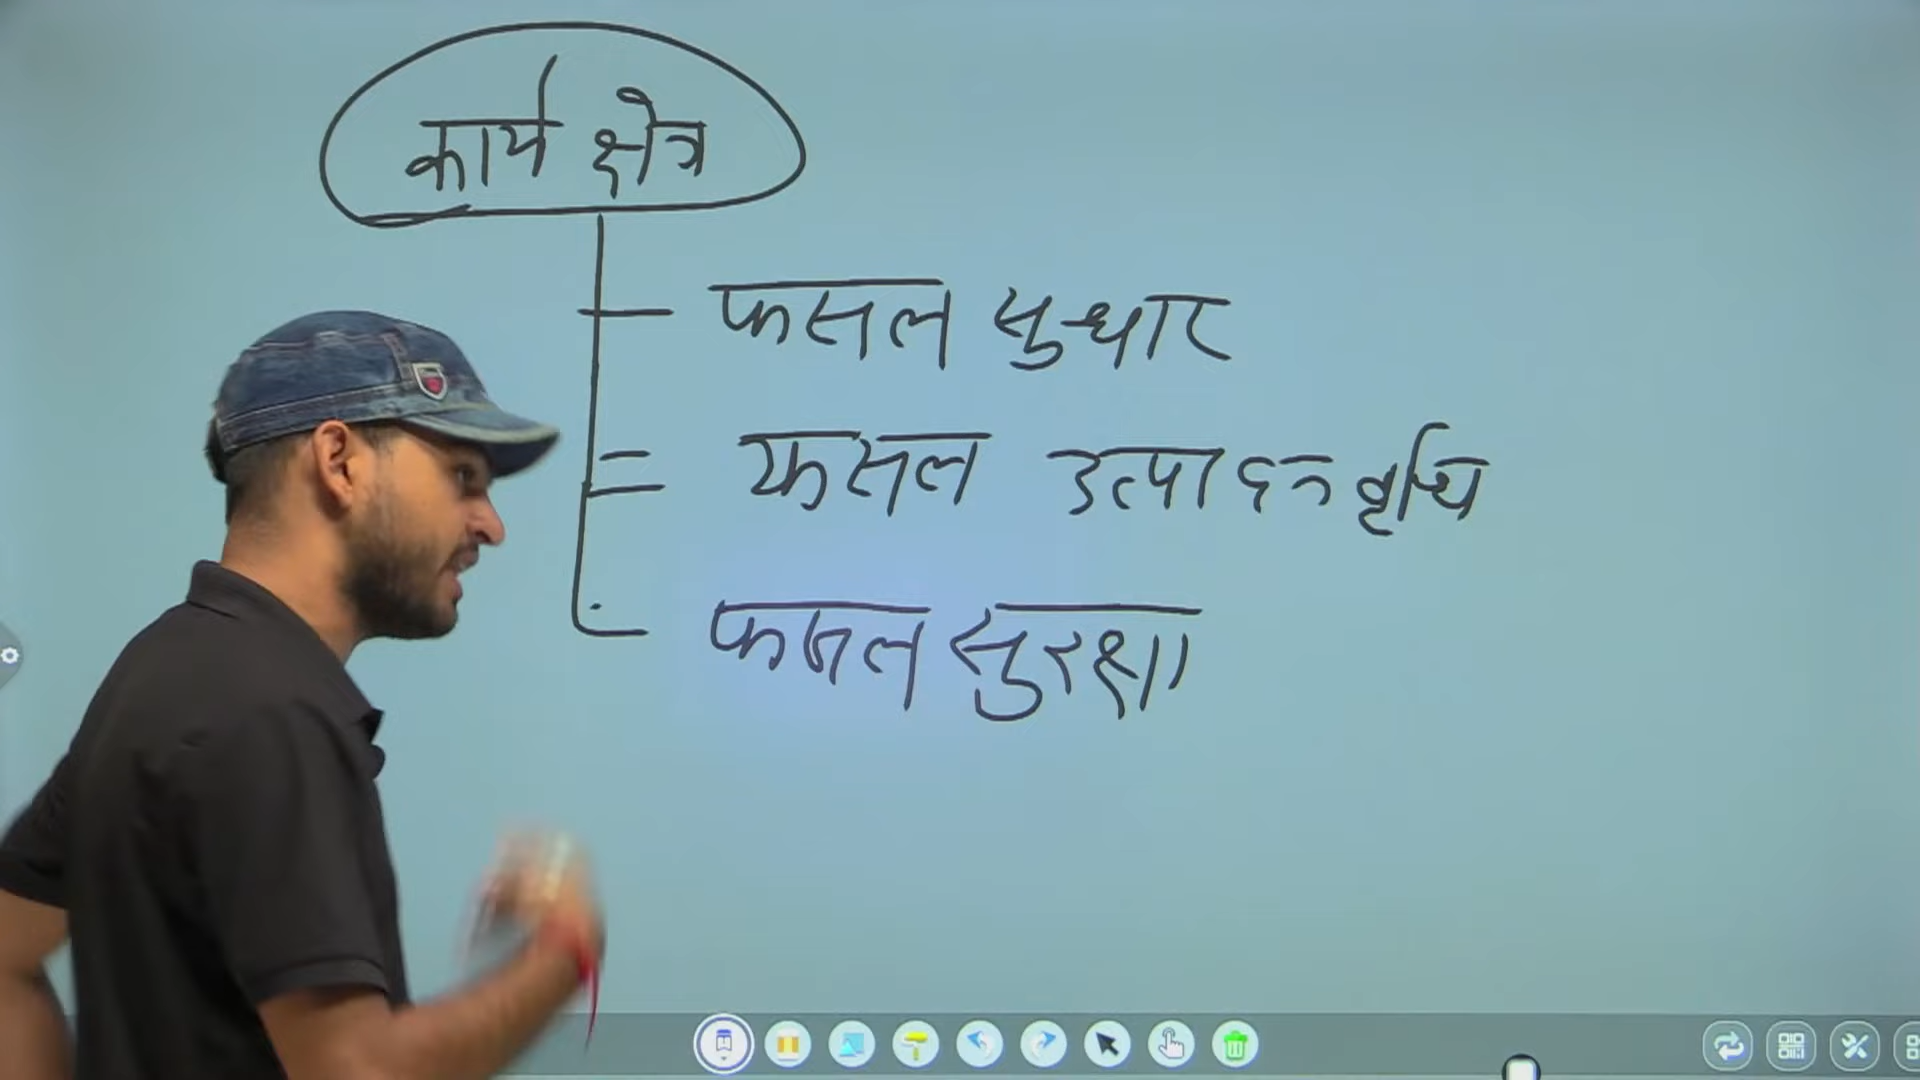 कार्य क्षेत्र
फसल सुधार
फसल उत्पादन वृध्दि
फसल सुरक्षा